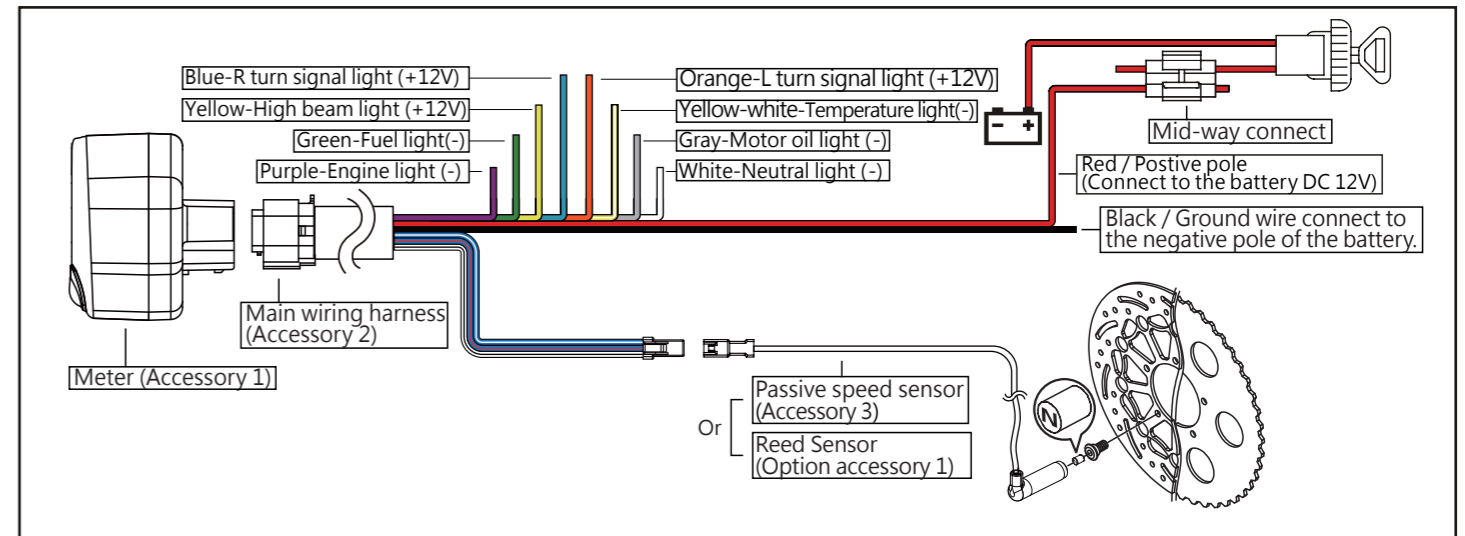 Blue-R turn signal light (+12V)
Orange-L turn signal light (+12V)
Yellow-High beam light (+12V)
Yellow-white-Temperature light(-)
Green-Fuel light(-)
Gray-Motor oil light (-)
Purple-Engine light (-)
White-Neutral light (-)
- +
Mid-way connect
Red / Postive pole
(Connect to the battery DC 12V)
Black / Ground wire connect to
the negative pole of the battery.
Main wiring harness
(Accessory 2)
Meter (Accessory 1)
Passive speed sensor
(Accessory 3)
Or
Reed Sensor
(Option accessory 1)
N